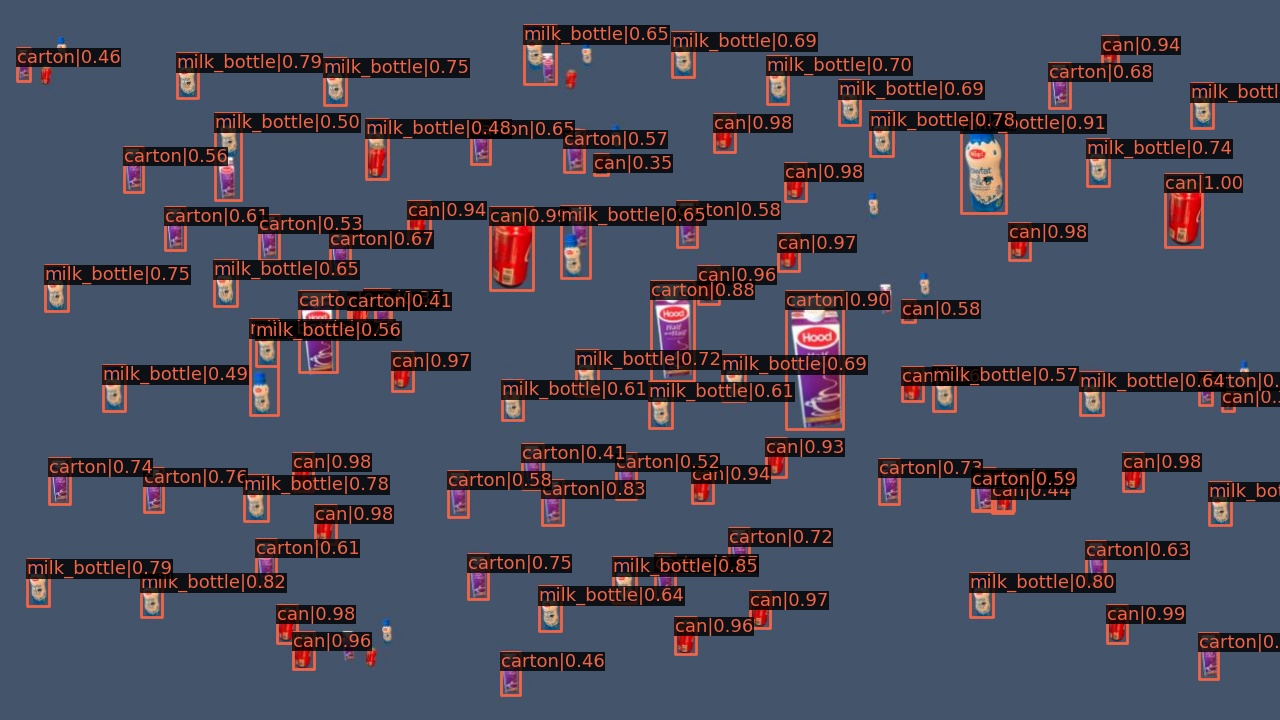 milk_bottle|0.65
milk_bottle|0.69
can|0.94
carton|0.46
milk_bottle|0.79
milk_bottle|0.75
milk_bottle|0.70
carton|0.68
milk_bottle|0.69
milk_bottle|0.50
milk_bottle|0.48
carton|0.57
can|0.98
milk_bottle|0.78
milk_bottle|0.74
carton|0.56
can|0.35
can|0.98
can|1.00
carton|0.61
carton|0.53
can|0.94
milk_bottle|0.65
carton|0.67
can|0.97
can|0.98
milk_bottle|0.75
milk_bottle|0.65
can|0.96
carton|0.88
carton|0.41
carton|0.90
can|0.58
Hood
Hood
Half
Hood
milk_bottle|0.56
can|0.97
milk_bottle|0.72
milk_bottle|0.69
milk_bottle|0.49
milk_bottle|0.61
milk_bottle|0.61
milk_bottle|0.57
milk_bottle|0.64
can|0.93
carton|0.41
carton|0.52
can|0.94
carton|0.74
carton|0.76
can|0.98
milk_bottle|0.78
carton|0.58
carton|0.83
carton|0.73
carton|0.59
can|0.44
can|0.98
can|0.98
carton|0.72
carton|0.61
carton|0.63
carton|0.75
milk_bottle|0.85
milk_bottle|0.79
milk_bottle|0.82
milk_bottle|0.64
milk_bottle|0.80
can|0.98
can|0.97
can|0.99
can|0.96
can|0.96
carton|0.46